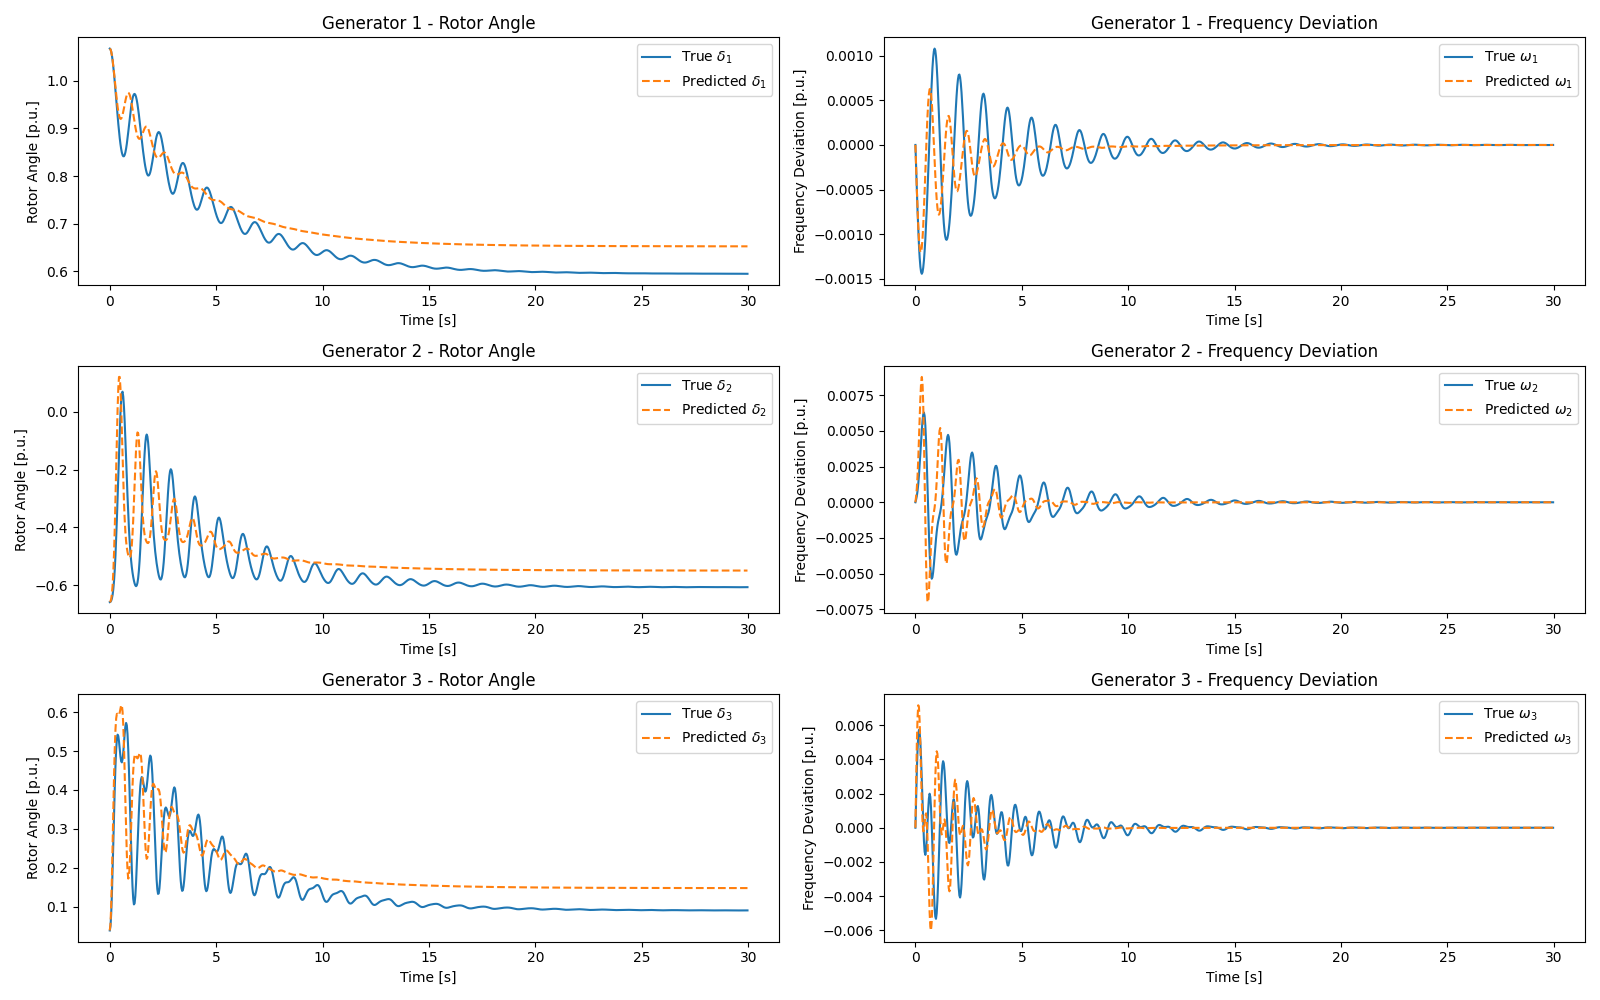 Generator 1 - Rotor Angle
Rotor Angle [p.u.]
1.0
0.9
0.8
0.7
0.6
True δ₁
Predicted δ₁
0 5 10 15 20 25 30
Time [s]
Generator 1 - Frequency Deviation
Frequency Deviation [p.u.]
0.0010
0.0005
0.0000
−0.0005
−0.0010
−0.0015
True ω₁
Predicted ω₁
0 5 10 15 20 25 30
Time [s]
Generator 2 - Rotor Angle
Rotor Angle [p.u.]
0.0
−0.2
−0.4
−0.6
True δ₂
Predicted δ₂
0 5 10 15 20 25 30
Time [s]
Generator 2 - Frequency Deviation
Frequency Deviation [p.u.]
0.0075
0.0050
0.0025
0.0000
−0.0025
−0.0050
−0.0075
True ω₂
Predicted ω₂
0 5 10 15 20 25 30
Time [s]
Generator 3 - Rotor Angle
Rotor Angle [p.u.]
0.6
0.5
0.4
0.3
0.2
0.1
True δ₃
Predicted δ₃
0 5 10 15 20 25 30
Time [s]
Generator 3 - Frequency Deviation
Frequency Deviation [p.u.]
0.006
0.004
0.002
0.000
−0.002
−0.004
−0.006
True ω₃
Predicted ω₃
0 5 10 15 20 25 30
Time [s]